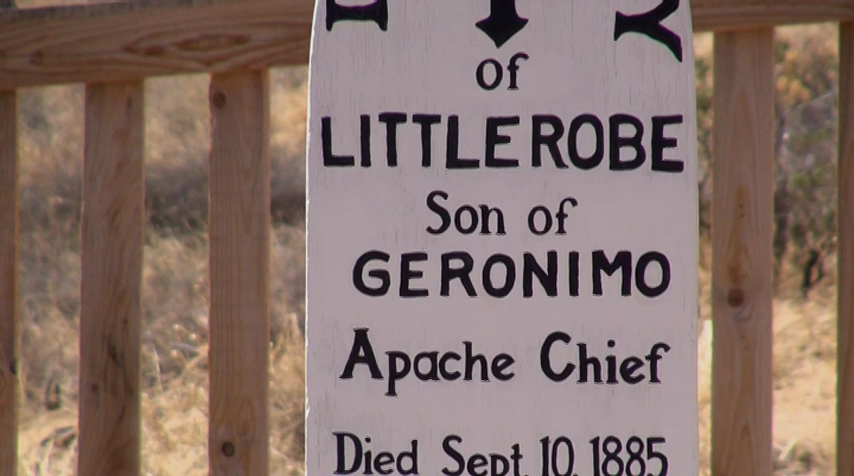 of
LITTLE ROBE
Son of
GERONIMO
Apache Chief
Died Sept. 10, 1885